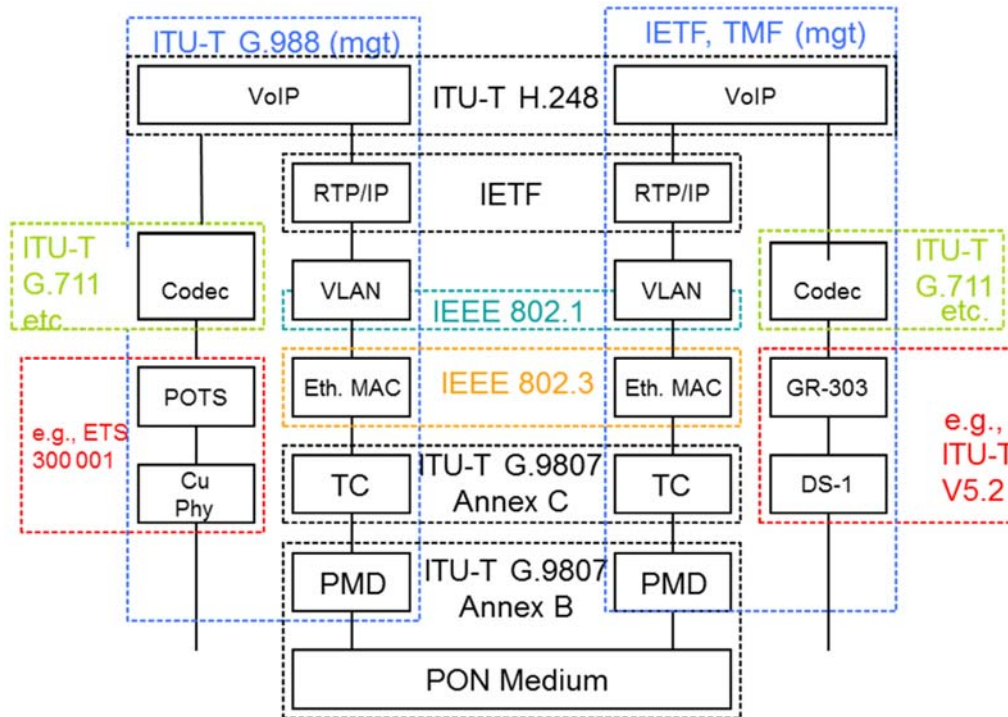 ITU-T G.988 (mgt)
IETF, TMF (mgt)
VoIP
ITU-T H.248
VoIP
RTP/IP
IETF
RTP/IP
ITU-T
G.711
etc.
Codec
VLAN
IEEE 802.1
VLAN
Codec
ITU-T
G.711
etc.
POTS
Eth. MAC
IEEE 802.3
Eth. MAC
GR-303
e.g., ETS
300 001
Cu
Phy
TC
ITU-T G.9807
Annex C
TC
DS-1
e.g.,
ITU-T
V5.2
PMD
ITU-T G.9807
Annex B
PMD
PON Medium